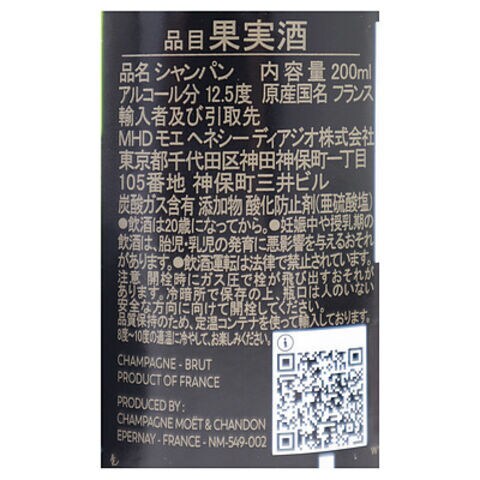 品目 果実酒
品名 シャンパン 内容量 200ml
アルコール分 12.5度 原産国名 フランス
輸入者及び引取先
MHD モエ ヘネシー ディアジオ株式会社
東京都千代田区神田神保町一丁目
105番地 神保町三井ビル
炭酸ガス含有 添加物 酸化防止剤(亜硫酸塩)
●飲酒は20歳になってから。●妊娠中や授乳期の
飲酒は、胎児・乳児の発育に悪影響を与えるおそれ
があります。●飲酒運転は法律で禁止されています。
注意 開栓時にガス圧で栓が飛び出すおそれが
あります。冷暗所で保存の上、瓶口は人のいない
安全な方向に向けて開栓してください。
品質保持のため、定温コンテナを使って輸入しております。
8度～10度の適温に冷やして、お楽しみください。
CHAMPAGNE - BRUT
PRODUCT OF FRANCE
PRODUCED BY :
CHAMPAGNE MOËT & CHANDON
EPERNAY - FRANCE - NM-549-002